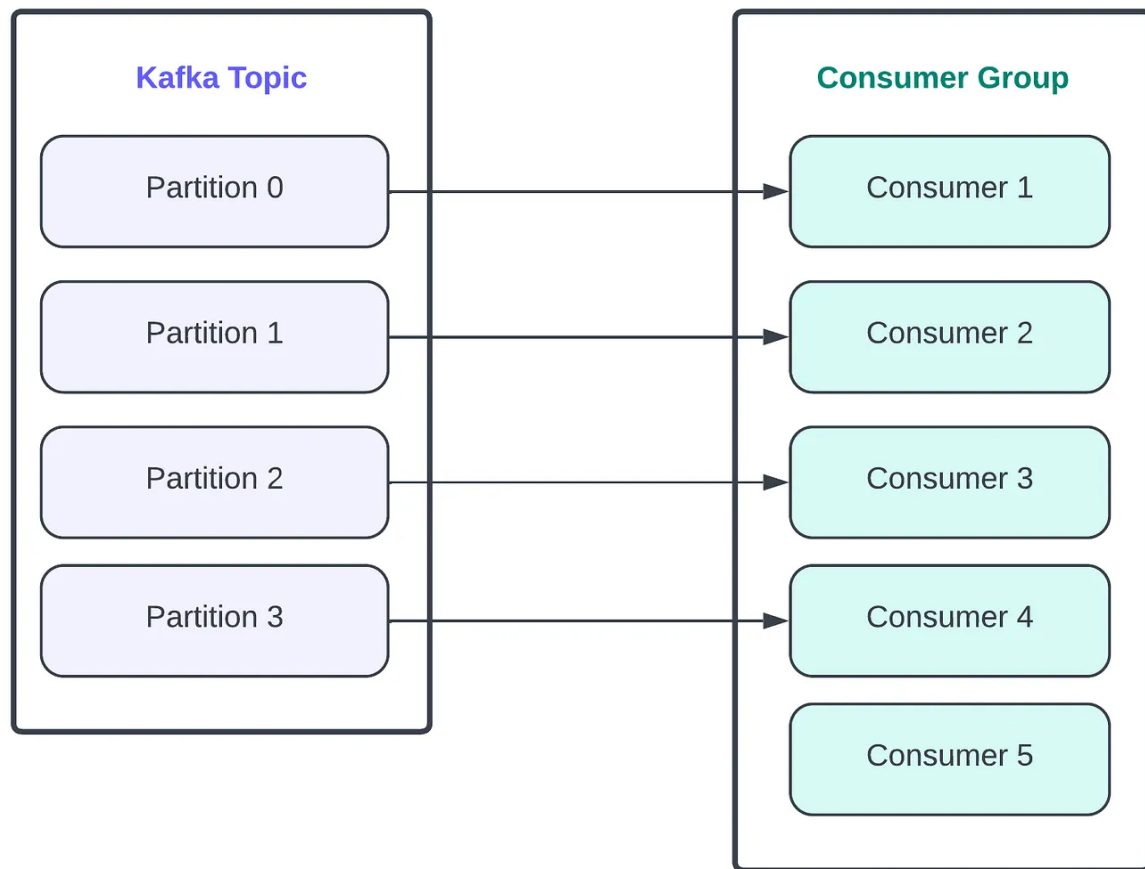 Kafka Topic
Consumer Group
Partition 0
Consumer 1
Partition 1
Consumer 2
Partition 2
Consumer 3
Partition 3
Consumer 4
Consumer 5